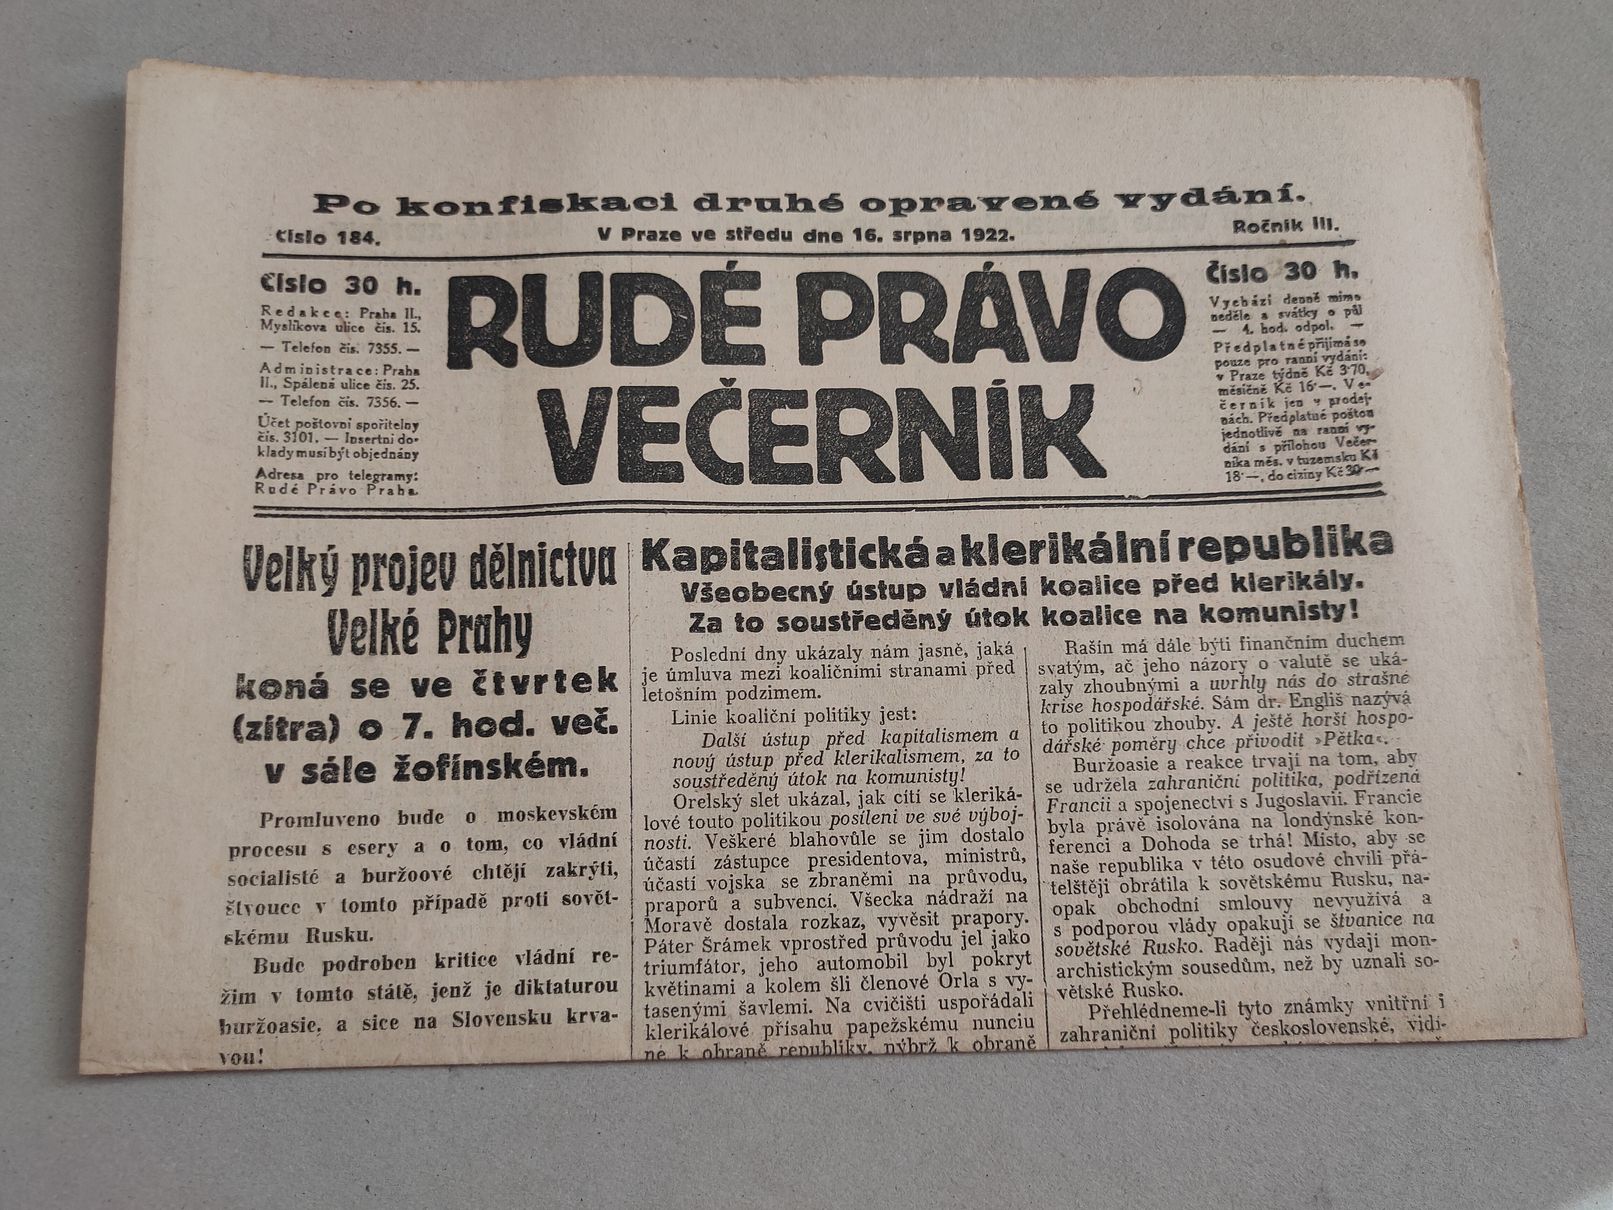 Po konfiskaci druhé opravené vydání.
Číslo 184.
V Praze ve středu dne 16. srpna 1922.
Ročník III.
Číslo 30 h.
Redakce: Praha II.,
Myslíkova ulice čis. 15.
— Telefon čis. 7355. —
Administrace: Praha
II., Spálená ulice čis. 25.
— Telefon čis. 7356. —
Účet poštovní spořitelny
čis. 3101. — Insertní do-
klady musí být objednány
Adresa pro telegramy:
Rudé Právo Praha.
RUDÉ PRÁVO
VEČERNÍK
Číslo 30 h.
Vychází denně mimo
neděle a svátky o půl
— 4. hod. odpol. —
Předplatné přijímá se
pouze pro ranní vydání:
v Praze týdně Kč 3·70,
měsíčně Kč 16·—. Ve-
černík jen v prodej-
nách. Předplatné poštou
jednotlivě na ranní vy-
dání s přílohou Večer-
níka měs. v tuzemsku Kč
18·—, do ciziny Kč 30·—
Velký projev dělnictva
Velké Prahy
koná se ve čtvrtek
(zítra) o 7. hod. več.
v sále žofínském.
Promluveno bude o moskevském
procesu s esery a o tom, co vládní
socialisté a buržoové chtějí zakrýti,
štvouce v tomto případě proti sovět-
skému Rusku.
Bude podroben kritice vládní re-
žim v tomto státě, jenž je diktaturou
buržoasie, a sice na Slovensku krva-
vou!
Kapitalistická a klerikální republika
Všeobecný ústup vládní koalice před klerikály.
Za to soustředěný útok koalice na komunisty!
Poslední dny ukázaly nám jasně, jaká
je úmluva mezi koaličními stranami před
letošním podzimem.
Linie koaliční politiky jest:
Další ústup před kapitalismem a
nový ústup před klerikalismem, za to
soustředěný útok na komunisty!
Orelský slet ukázal, jak cítí se kleriká-
lové touto politikou posíleni ve své výboj-
nosti. Veškeré blahovůle se jim dostalo
účastí zástupce presidentova, ministrů,
účastí vojska se zbraněmi na průvodu,
praporů a subvencí. Všecka nádraží na
Moravě dostala rozkaz, vyvěsit prapory.
Páter Šrámek vprostřed průvodu jel jako
triumfátor, jeho automobil byl pokryt
květinami a kolem šli členové Orla s vy-
tasenými šavlemi. Na cvičišti uspořádali
klerikálové přísahu papežskému nunciu
ne k obraně republiky, nýbrž k obraně
Rašín má dále býti finančním duchem
svatým, ač jeho názory o valutě se uká-
zaly zhoubnými a uvrhly nás do strašné
krise hospodářské. Sám dr. Engliš nazývá
to politikou zhouby. A ještě horší hospo-
dářské poměry chce přivodit »Pětka«.
Buržoasie a reakce trvají na tom, aby
se udržela zahraniční politika, podřízená
Francii a spojenectví s Jugoslavií. Francie
byla právě isolována na londýnské kon-
ferenci a Dohoda se trhá! Místo, aby se
naše republika v této osudové chvíli přá-
telštěji obrátila k sovětskému Rusku, na-
opak obchodní smlouvy nevyužívá a
s podporou vlády opakují se štvanice na
sovětské Rusko. Raději nás vydají mon-
archistickým sousedům, než by uznali so-
větské Rusko.
Přehlédneme-li tyto známky vnitřní i
zahraniční politiky československé, vidí-